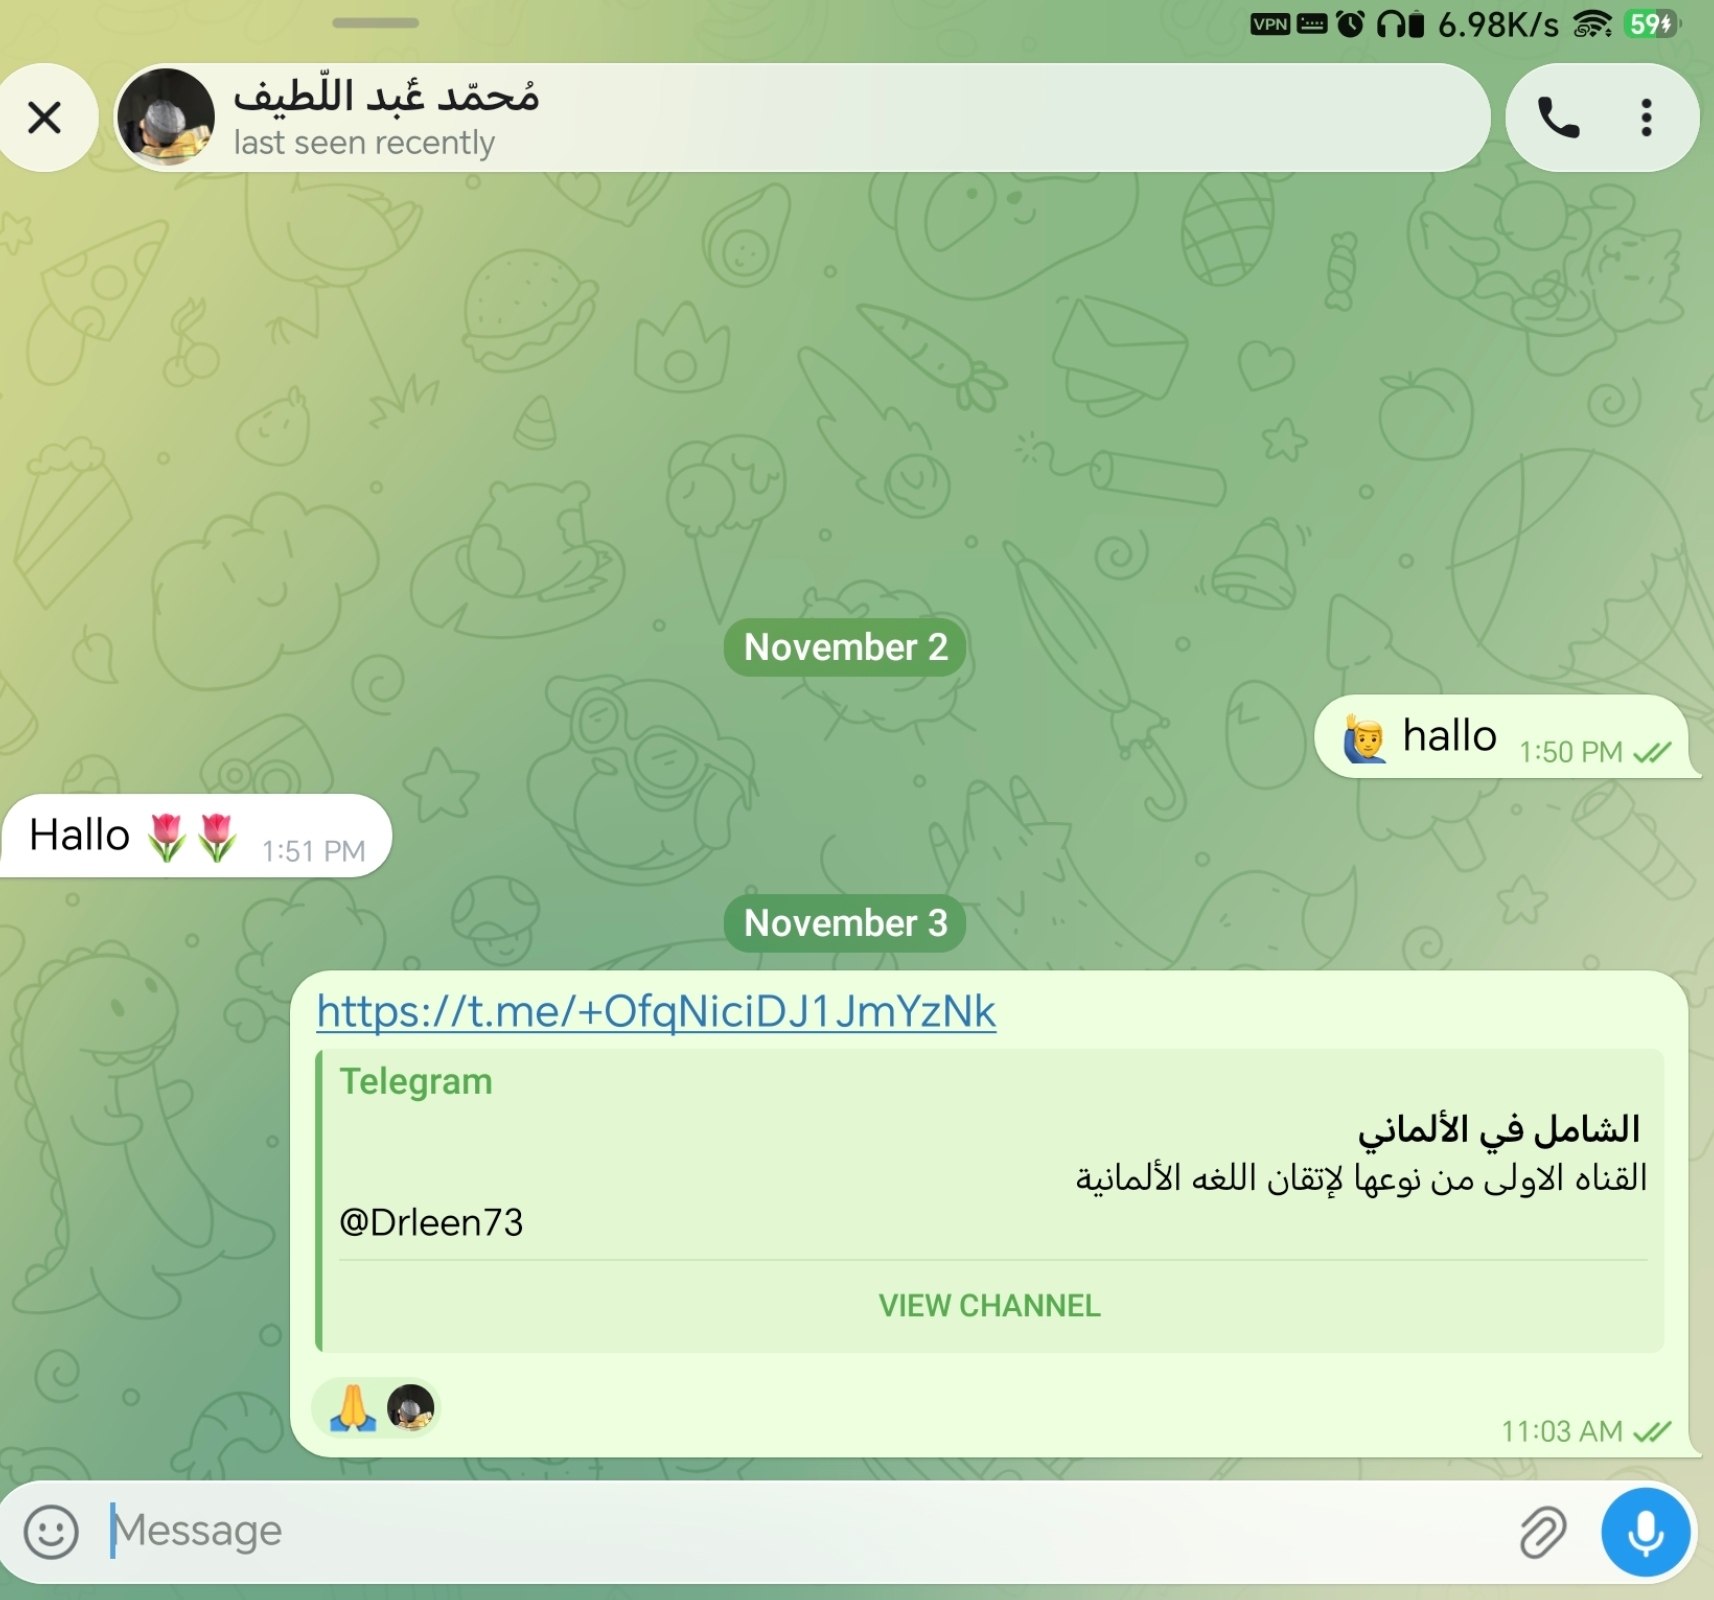 VPN 6.98K/s 59
مُحمّد عَُبد اللّطيف
last seen recently
November 2
🙋‍♂️ hallo 1:50 PM
Hallo 🌷🌷 1:51 PM
November 3
https://t.me/+OfqNiciDJ1JmYzNk
Telegram
الشامل في الألماني
القناه الاولى من نوعها لإتقان اللغه الألمانية
@Drleen73
VIEW CHANNEL
🙏
11:03 AM
Message